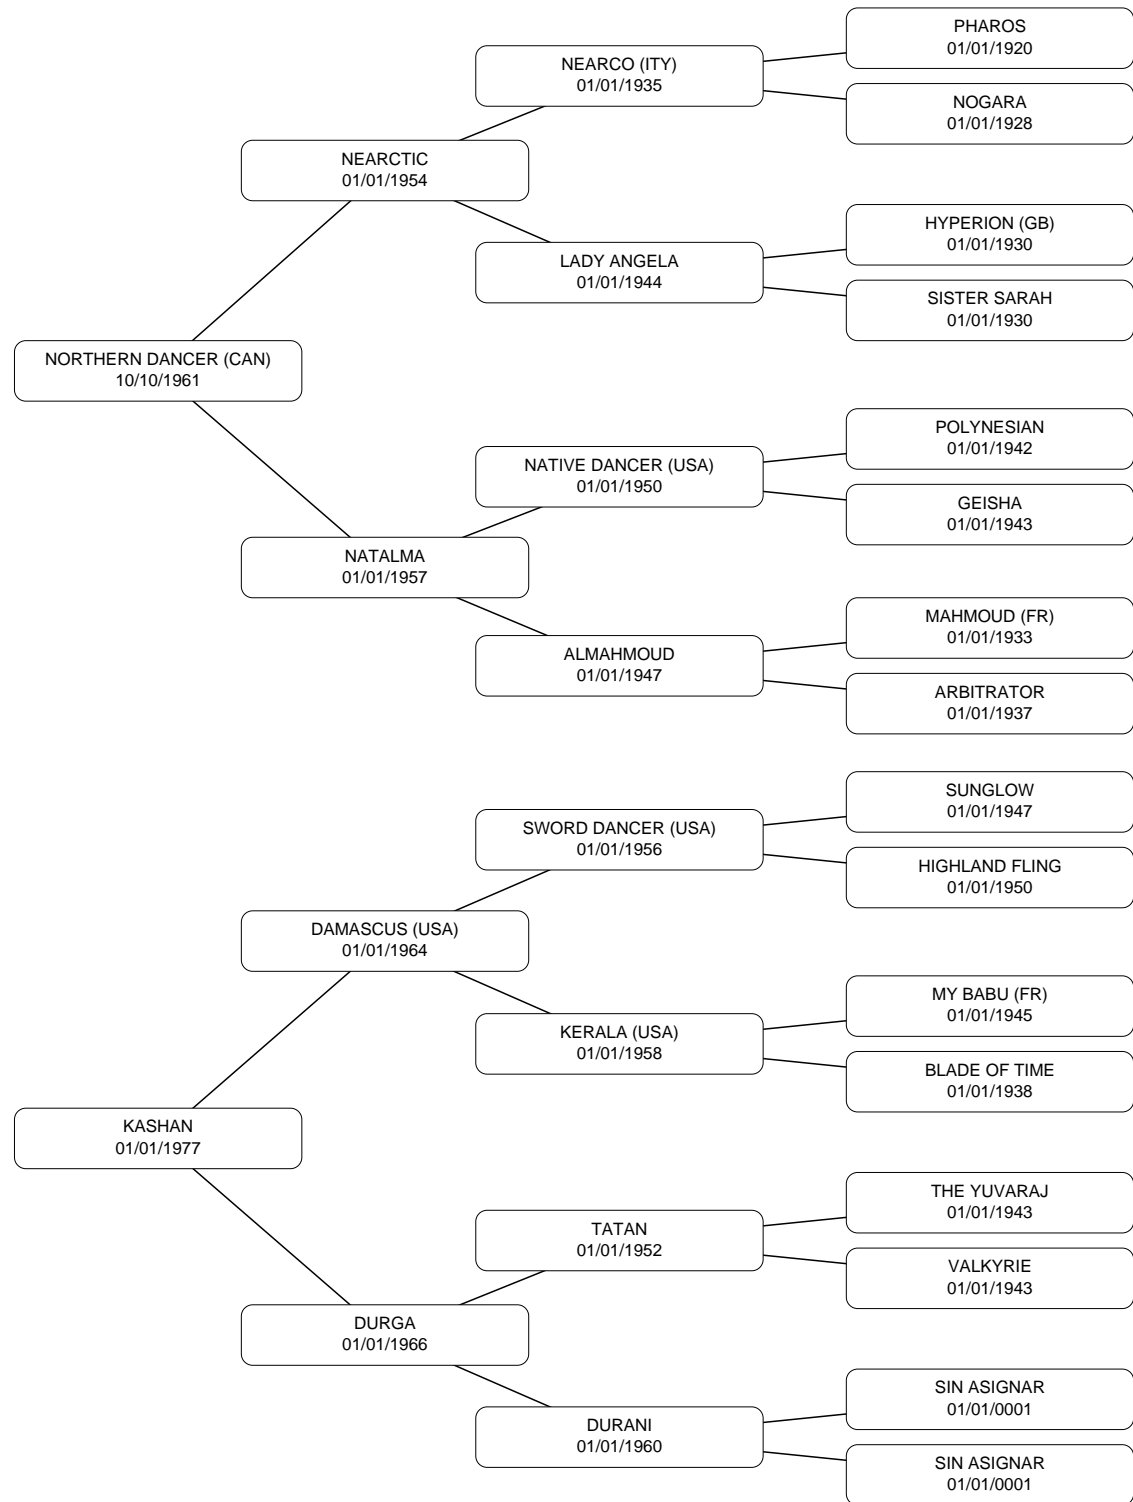 PHAROS
01/01/1920
NEARCO (ITY)
01/01/1935
NOGARA
01/01/1928
NEARCTIC
01/01/1954
HYPERION (GB)
01/01/1930
LADY ANGELA
01/01/1944
SISTER SARAH
01/01/1930
NORTHERN DANCER (CAN)
10/10/1961
POLYNESIAN
01/01/1942
NATIVE DANCER (USA)
01/01/1950
GEISHA
01/01/1943
NATALMA
01/01/1957
MAHMOUD (FR)
01/01/1933
ALMAHMOUD
01/01/1947
ARBITRATOR
01/01/1937
SUNGLOW
01/01/1947
SWORD DANCER (USA)
01/01/1956
HIGHLAND FLING
01/01/1950
DAMASCUS (USA)
01/01/1964
MY BABU (FR)
01/01/1945
KERALA (USA)
01/01/1958
BLADE OF TIME
01/01/1938
KASHAN
01/01/1977
THE YUVARAJ
01/01/1943
TATAN
01/01/1952
VALKYRIE
01/01/1943
DURGA
01/01/1966
SIN ASIGNAR
01/01/0001
DURANI
01/01/1960
SIN ASIGNAR
01/01/0001